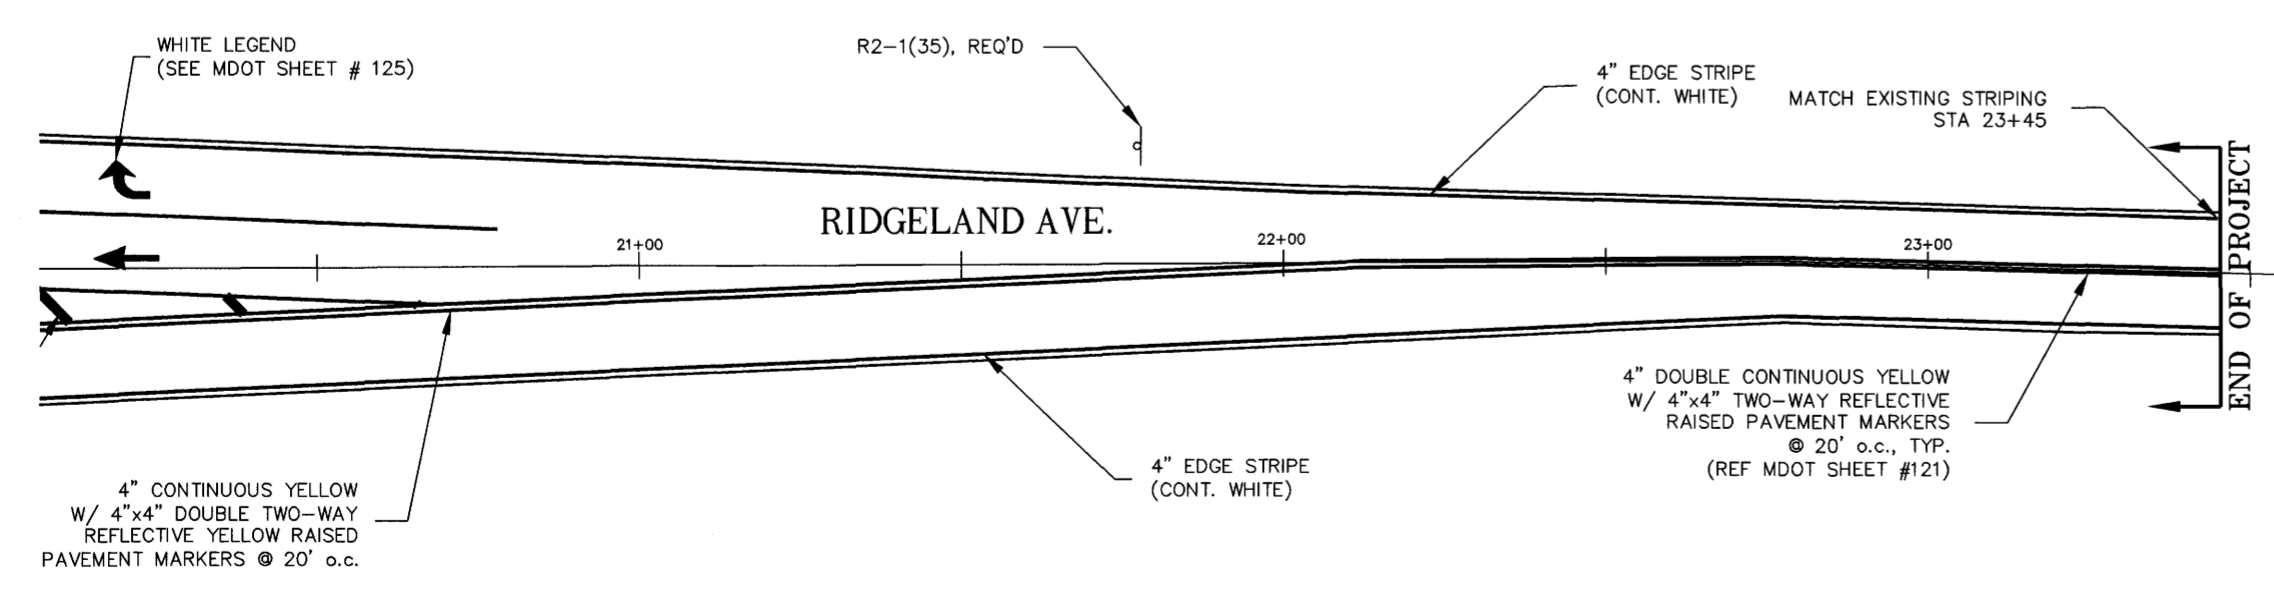 WHITE LEGEND
(SEE MDOT SHEET # 125)
R2-1(35), REQ'D
4" EDGE STRIPE
(CONT. WHITE)
MATCH EXISTING STRIPING
STA 23+45
RIDGELAND AVE.
21+00
22+00
23+00
END OF PROJECT
4" DOUBLE CONTINUOUS YELLOW
W/ 4"x4" TWO-WAY REFLECTIVE
RAISED PAVEMENT MARKERS
@ 20' o.c., TYP.
(REF MDOT SHEET #121)
4" EDGE STRIPE
(CONT. WHITE)
4" CONTINUOUS YELLOW
W/ 4"x4" DOUBLE TWO-WAY
REFLECTIVE YELLOW RAISED
PAVEMENT MARKERS @ 20' o.c.